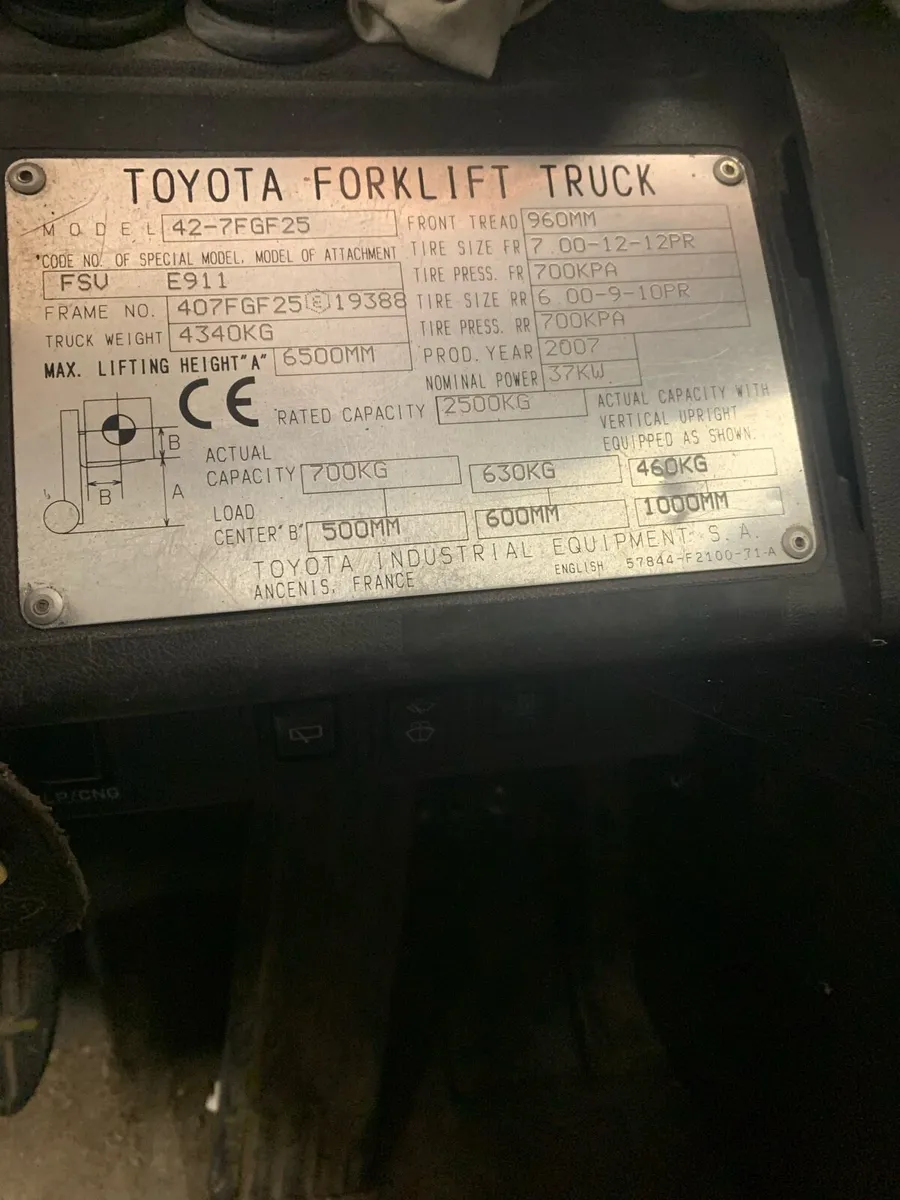 TOYOTA FORKLIFT TRUCK
MODEL 42-7FGF25
*CODE NO. OF SPECIAL MODEL, MODEL OF ATTACHMENT
FSV E911
FRAME NO. 407FGF25 E 19388
TRUCK WEIGHT 4340KG
MAX. LIFTING HEIGHT"A" 6500MM
FRONT TREAD 960MM
TIRE SIZE FR 7.00-12-12PR
TIRE PRESS. FR 700KPA
TIRE SIZE RR 6.00-9-10PR
TIRE PRESS. RR 700KPA
PROD. YEAR 2007
NOMINAL POWER 37KW
CE
RATED CAPACITY 2500KG
ACTUAL CAPACITY WITH
VERTICAL UPRIGHT
EQUIPPED AS SHOWN.
B
B
A
ACTUAL
CAPACITY 700KG 630KG 460KG
LOAD
CENTER"B" 500MM 600MM 1000MM
TOYOTA INDUSTRIAL EQUIPMENT S.A.
ANCENIS, FRANCE
ENGLISH 57844-F2100-71-A
LP/CNG